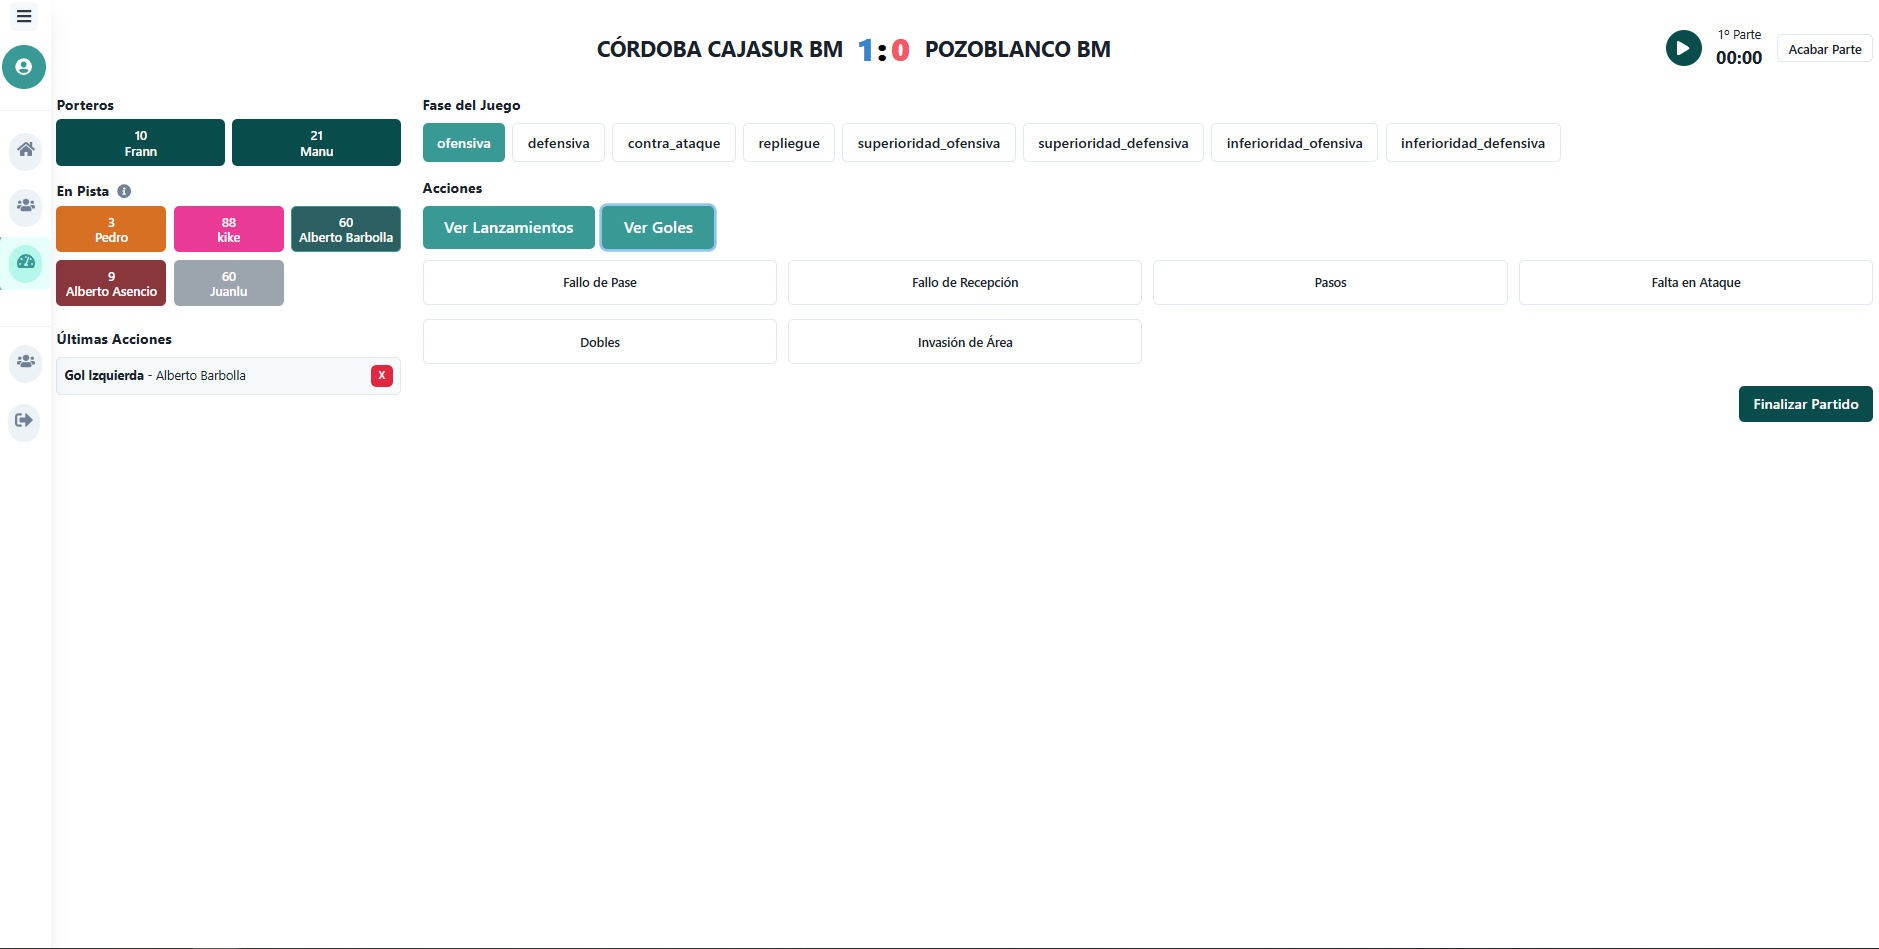 CÓRDOBA CAJASUR BM 1:0 POZOBLANCO BM
1º Parte
00:00
Acabar Parte
Porteros
10
Frann
21
Manu
En Pista
3
Pedro
88
kike
60
Alberto Barbolla
9
Alberto Asencio
60
Juanlu
Últimas Acciones
Gol Izquierda - Alberto Barbolla
X
Fase del Juego
ofensiva
defensiva
contra_ataque
repliegue
superioridad_ofensiva
superioridad_defensiva
inferioridad_ofensiva
inferioridad_defensiva
Acciones
Ver Lanzamientos
Ver Goles
Fallo de Pase
Fallo de Recepción
Pasos
Falta en Ataque
Dobles
Invasión de Área
Finalizar Partido